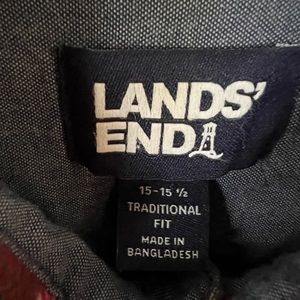 LANDS'
END
15-15 ½
TRADITIONAL
FIT
MADE IN
BANGLADESH